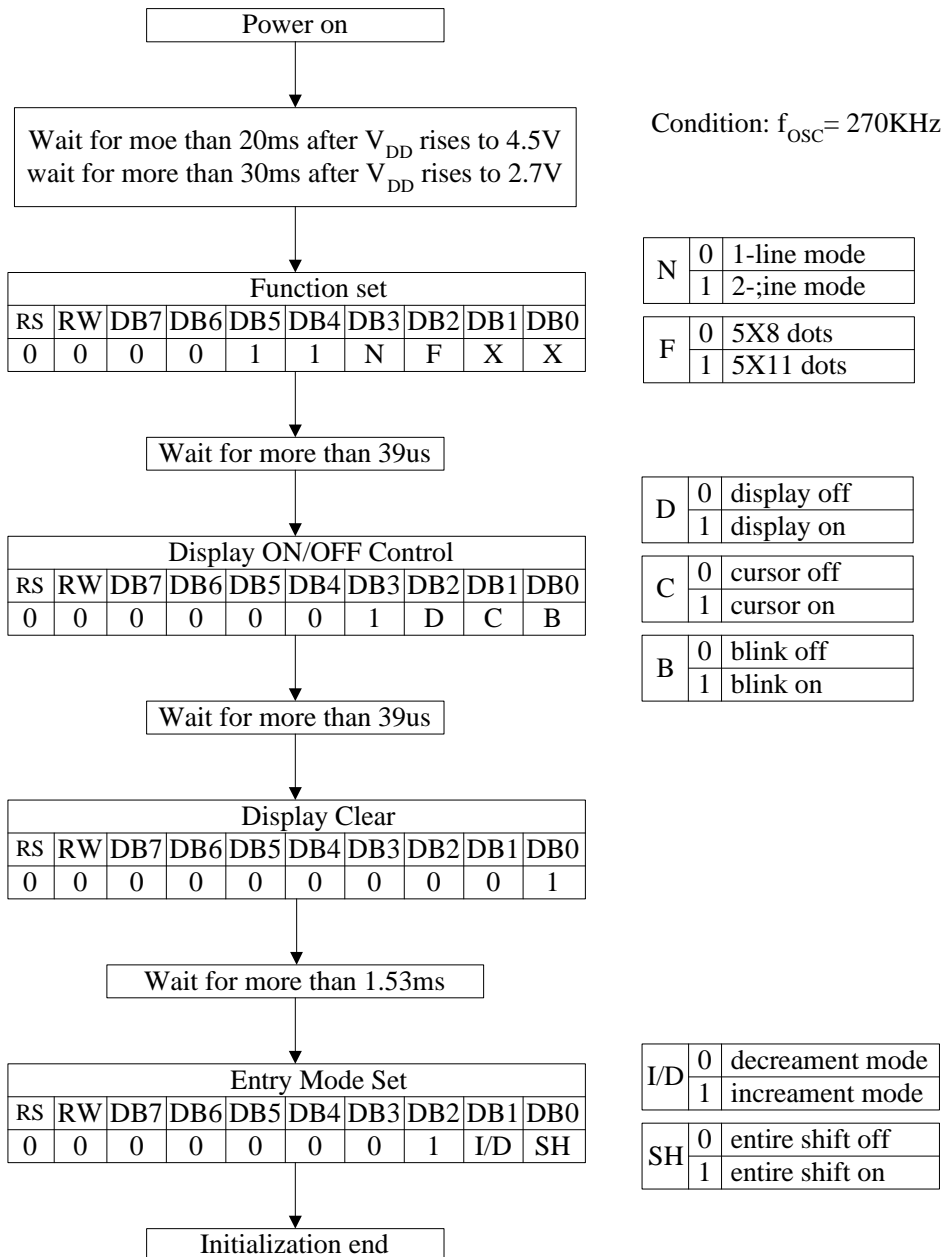 Power on
Wait for moe than 20ms after VDD rises to 4.5V
wait for more than 30ms after VDD rises to 2.7V
Condition: fOSC= 270KHz
Function set
RS RW DB7 DB6 DB5 DB4 DB3 DB2 DB1 DB0
0 0 0 0 1 1 N F X X
N
0 1-line mode
1 2-;ine mode
F
0 5X8 dots
1 5X11 dots
Wait for more than 39us
Display ON/OFF Control
RS RW DB7 DB6 DB5 DB4 DB3 DB2 DB1 DB0
0 0 0 0 0 0 1 D C B
D
0 display off
1 display on
C
0 cursor off
1 cursor on
B
0 blink off
1 blink on
Wait for more than 39us
Display Clear
RS RW DB7 DB6 DB5 DB4 DB3 DB2 DB1 DB0
0 0 0 0 0 0 0 0 0 1
Wait for more than 1.53ms
Entry Mode Set
RS RW DB7 DB6 DB5 DB4 DB3 DB2 DB1 DB0
0 0 0 0 0 0 0 1 I/D SH
I/D
0 decreament mode
1 increament mode
SH
0 entire shift off
1 entire shift on
Initialization end